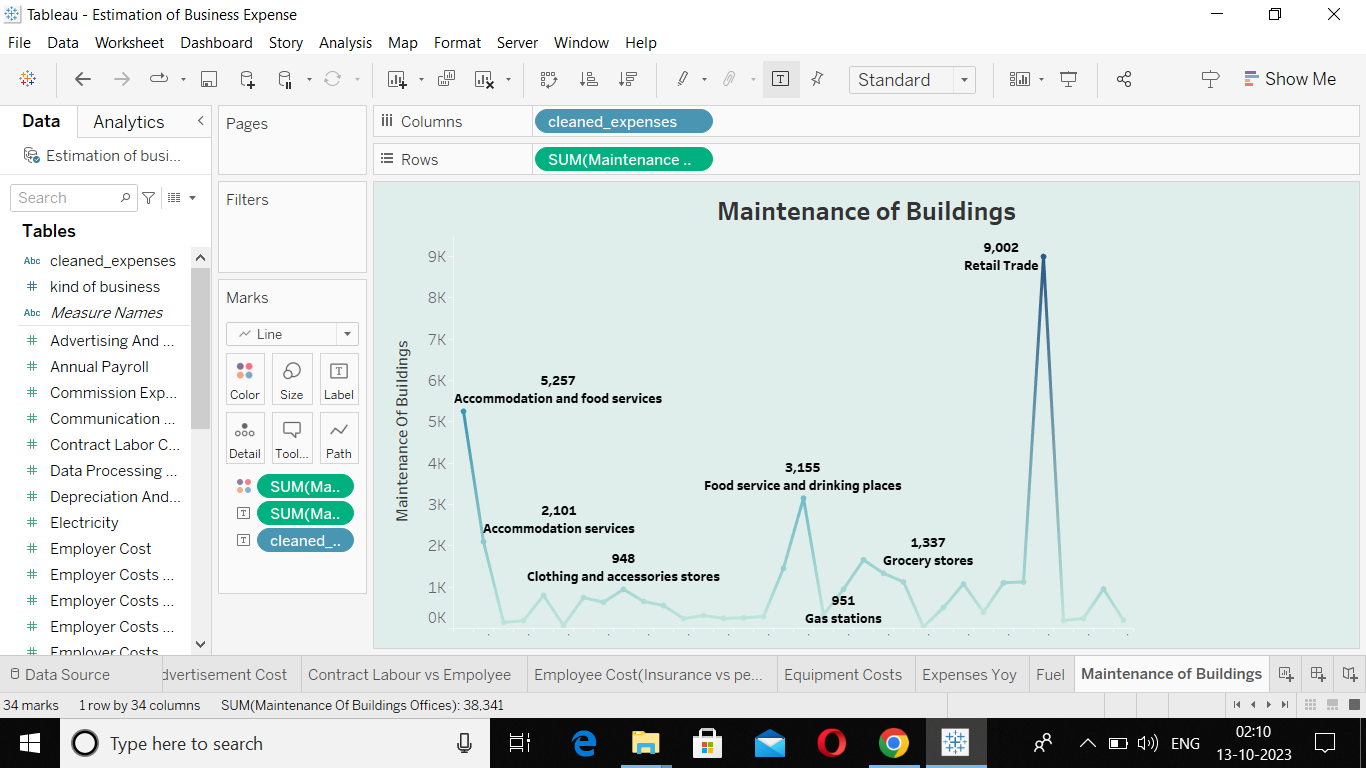 Tableau - Estimation of Business Expense
File Data Worksheet Dashboard Story Analysis Map Format Server Window Help
Standard
Show Me
Data Analytics
Estimation of busi...
Search
Tables
Abc cleaned_expenses
# kind of business
Abc Measure Names
# Advertising And ...
# Annual Payroll
# Commission Exp...
# Communication ...
# Contract Labor C...
# Data Processing ...
# Depreciation And...
# Electricity
# Employer Cost
# Employer Costs ...
# Employer Costs ...
# Employer Costs ...
# Employer Costs
Pages
Filters
Marks
Line
Color Size Label
Detail Tool... Path
SUM(Ma..
SUM(Ma..
cleaned_..
Columns cleaned_expenses
Rows SUM(Maintenance ..
Maintenance of Buildings
Maintenance Of Buildings
9K
8K
7K
6K
5K
4K
3K
2K
1K
0K
5,257
Accommodation and food services
2,101
Accommodation services
948
Clothing and accessories stores
3,155
Food service and drinking places
951
Gas stations
1,337
Grocery stores
9,002
Retail Trade
Data Source dvertisement Cost Contract Labour vs Empolyee Employee Cost(Insurance vs pe... Equipment Costs Expenses Yoy Fuel Maintenance of Buildings
34 marks 1 row by 34 columns SUM(Maintenance Of Buildings Offices): 38,341
Type here to search
ENG
02:10
13-10-2023